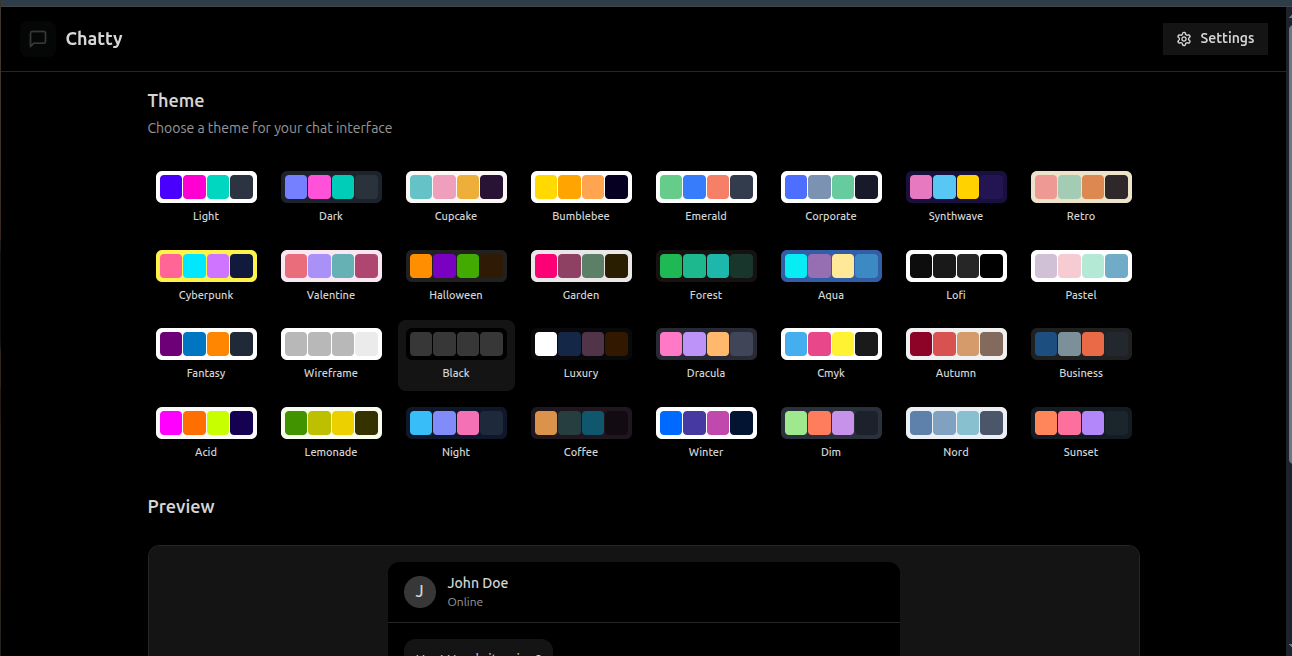 Chatty
Settings
Theme
Choose a theme for your chat interface
Light Dark Cupcake Bumblebee Emerald Corporate Synthwave Retro
Cyberpunk Valentine Halloween Garden Forest Aqua Lofi Pastel
Fantasy Wireframe Black Luxury Dracula Cmyk Autumn Business
Acid Lemonade Night Coffee Winter Dim Nord Sunset
Preview
J
John Doe
Online